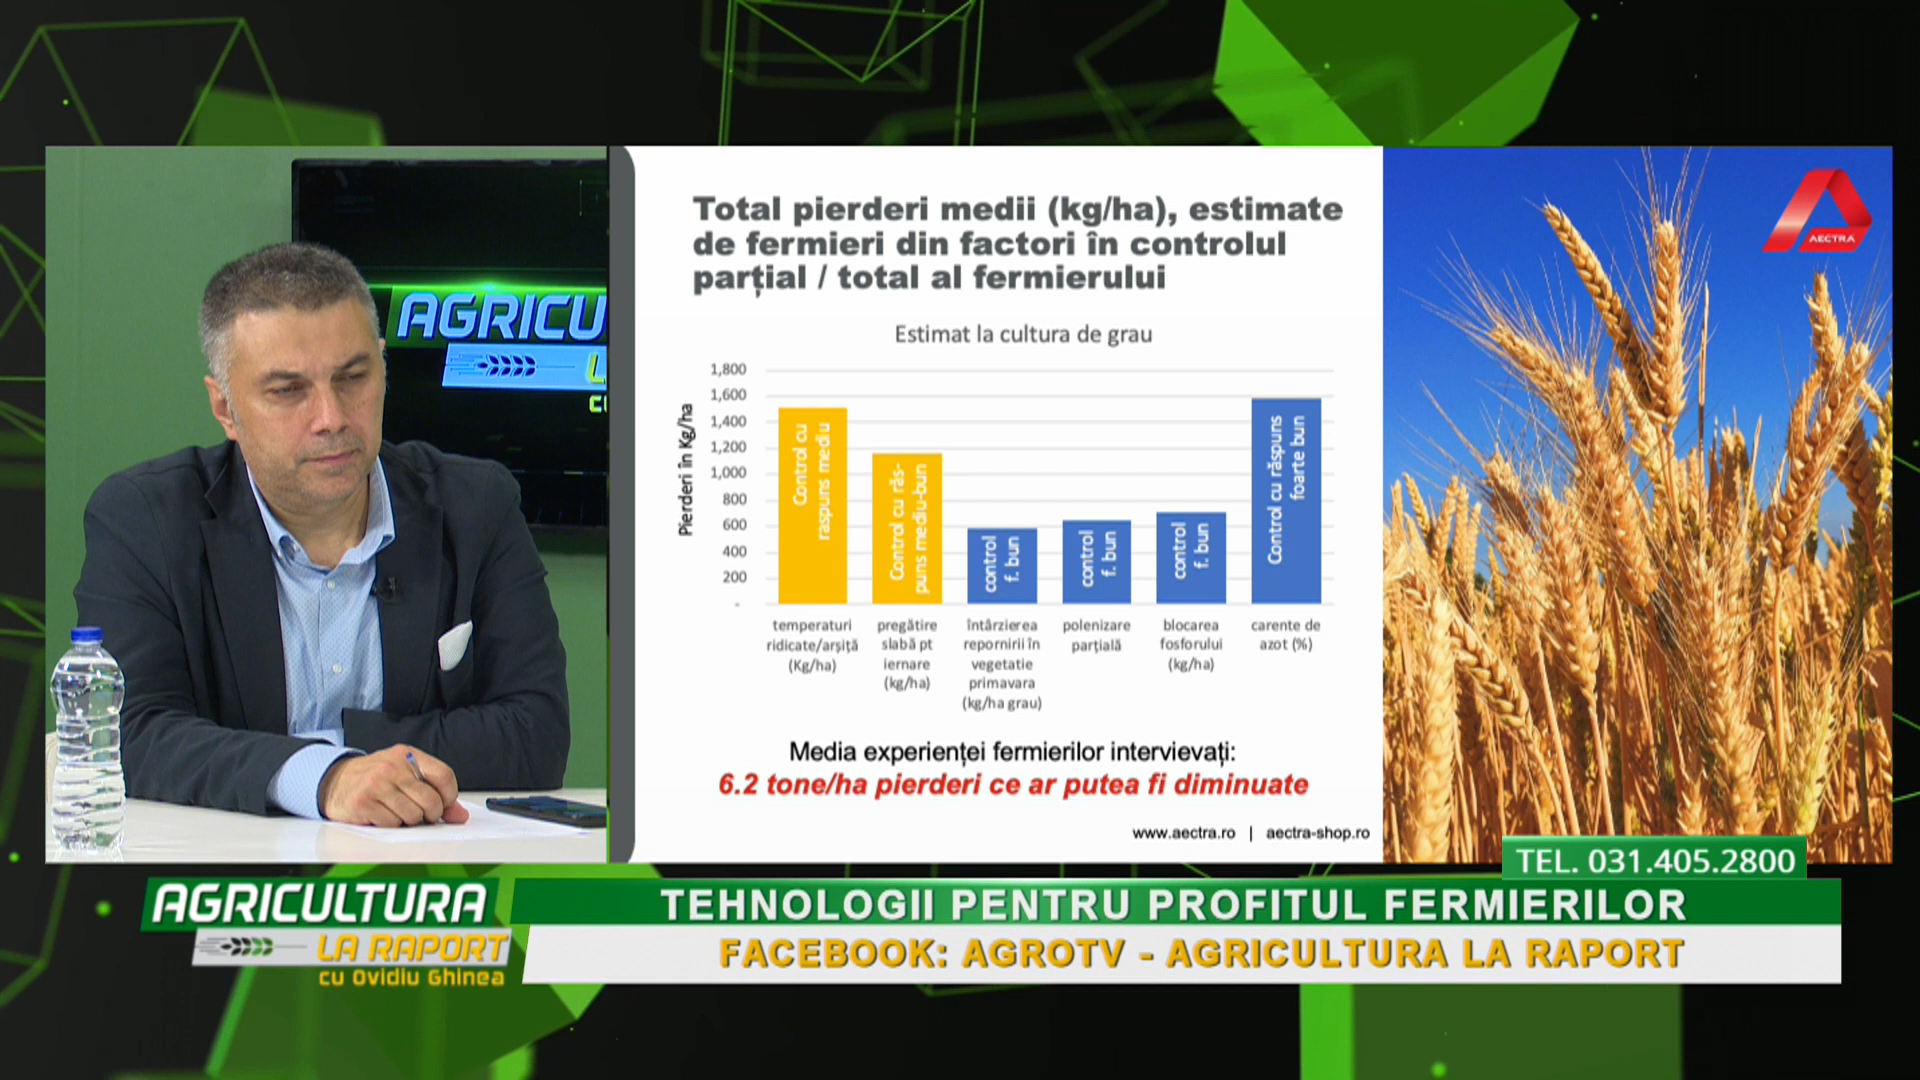 AGRICU
L
CU
Total pierderi medii (kg/ha), estimate
de fermieri din factori în controlul
parțial / total al fermierului
Estimat la cultura de grau
Pierderi în Kg/ha
1,800
1,600
1,400
1,200
1,000
800
600
400
200
-
Control cu
raspuns mediu
Control cu răs-
puns mediu-bun
control
f. bun
control
f. bun
control
f. bun
Control cu răspuns
foarte bun
temperaturi
ridicate/arșiță
(Kg/ha)
pregătire
slabă pt
iernare
(kg/ha)
întârzierea
repornirii în
vegetatie
primavara
(kg/ha grau)
polenizare
parțială
blocarea
fosforului
(kg/ha)
carente de
azot (%)
Media experienței fermierilor intervievați:
6.2 tone/ha pierderi ce ar putea fi diminuate
www.aectra.ro | aectra-shop.ro
AECTRA
TEL. 031.405.2800
AGRICULTURA
LA RAPORT
cu Ovidiu Ghinea
TEHNOLOGII PENTRU PROFITUL FERMIERILOR
FACEBOOK: AGROTV - AGRICULTURA LA RAPORT